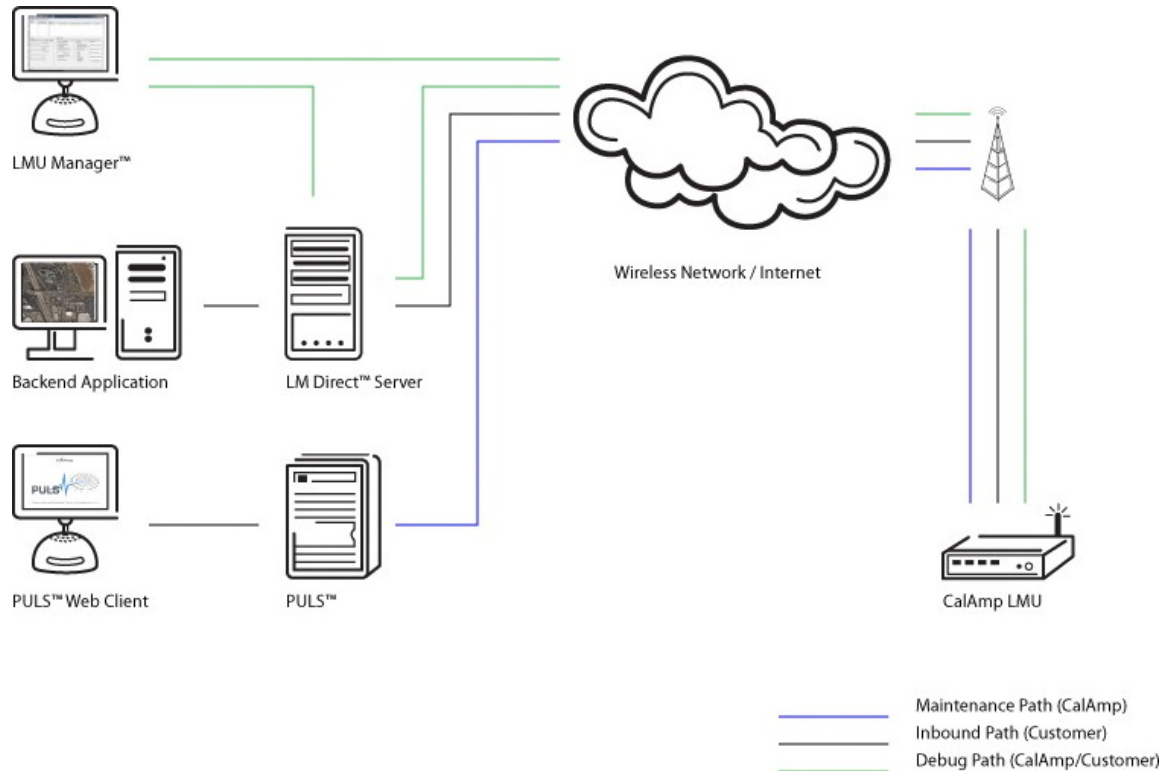 LMU Manager™
Wireless Network / Internet
Backend Application
LM Direct™ Server
PULS
PULS™ Web Client
PULS™
CalAmp LMU
Maintenance Path (CalAmp)
Inbound Path (Customer)
Debug Path (CalAmp/Customer)